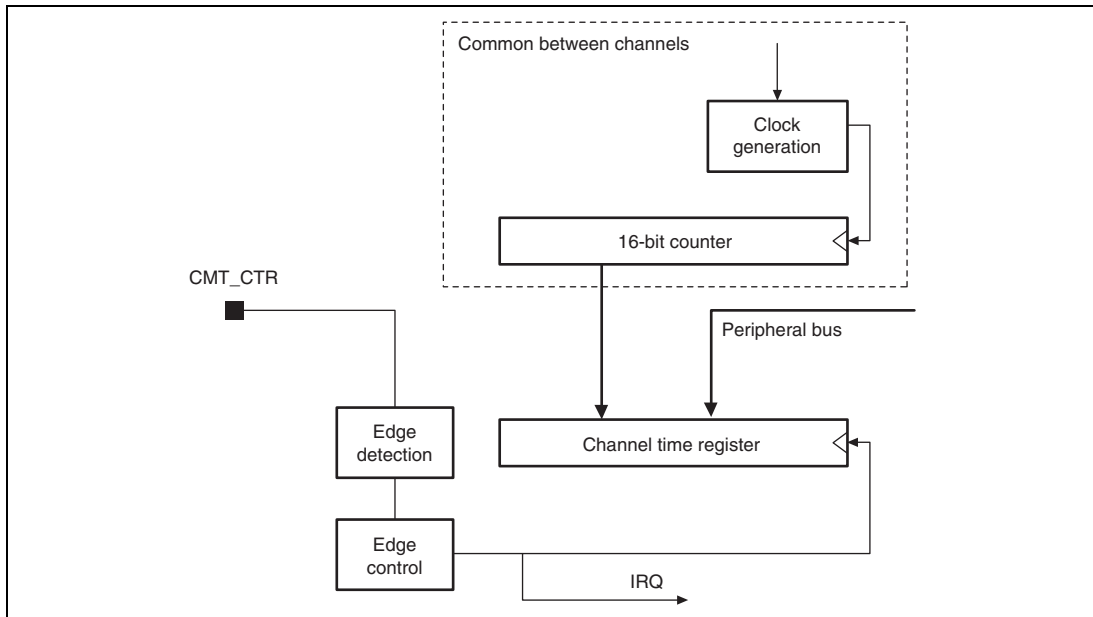 Common between channels
Clock
generation
16-bit counter
CMT_CTR
Peripheral bus
Edge
detection
Channel time register
Edge
control
IRQ